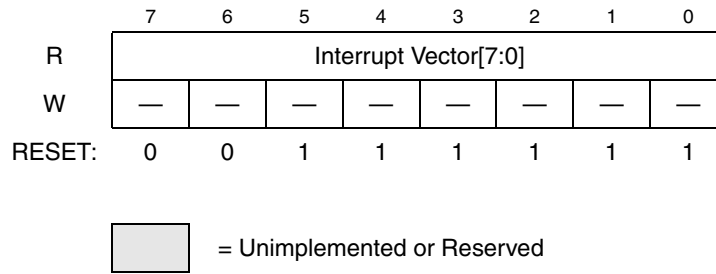 7 6 5 4 3 2 1 0
R Interrupt Vector[7:0]
W — — — — — — — —
RESET: 0 0 1 1 1 1 1 1
= Unimplemented or Reserved